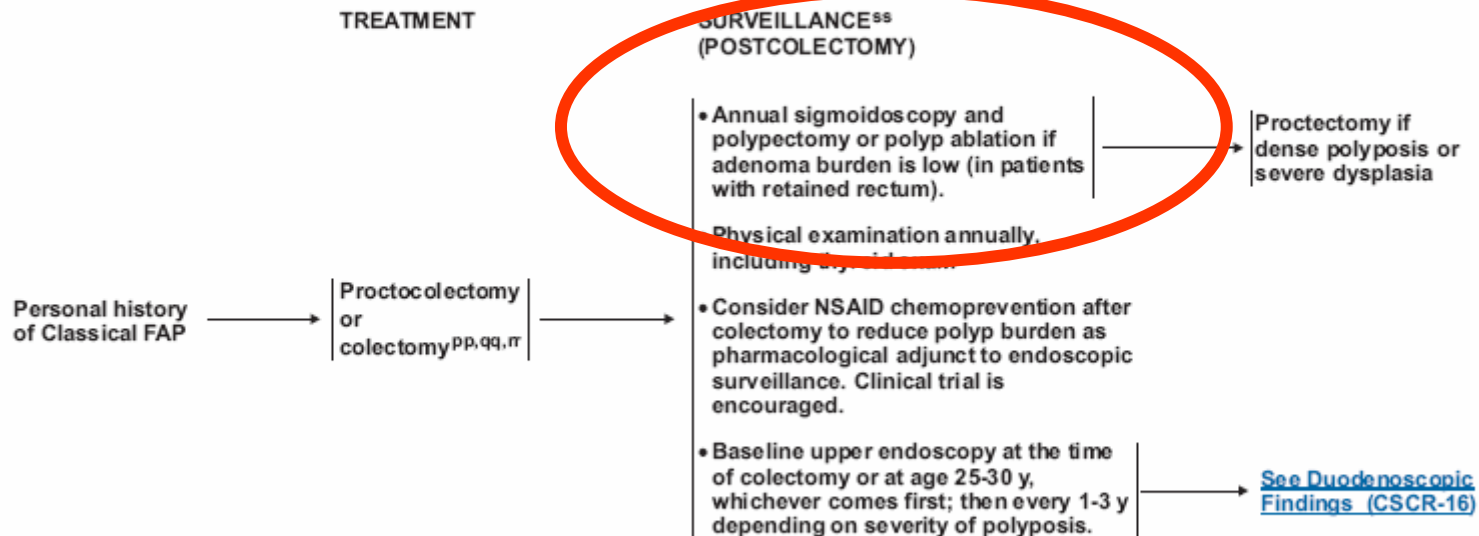 TREATMENT
SURVEILLANCEss
(POSTCOLECTOMY)
• Annual sigmoidoscopy and
polypectomy or polyp ablation if
adenoma burden is low (in patients
with retained rectum).
Proctectomy if
dense polyposis or
severe dysplasia
Physical examination annually,
including thyroid
Personal history
of Classical FAP
Proctocolectomy
or
colectomypp,qq,rr
• Consider NSAID chemoprevention after
colectomy to reduce polyp burden as
pharmacological adjunct to endoscopic
surveillance. Clinical trial is
encouraged.
• Baseline upper endoscopy at the time
of colectomy or at age 25-30 y,
whichever comes first; then every 1-3 y
depending on severity of polyposis.
See Duodenoscopic
Findings (CSCR-16)